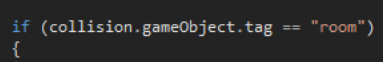 if (collision.gameObject.tag == "room")
{